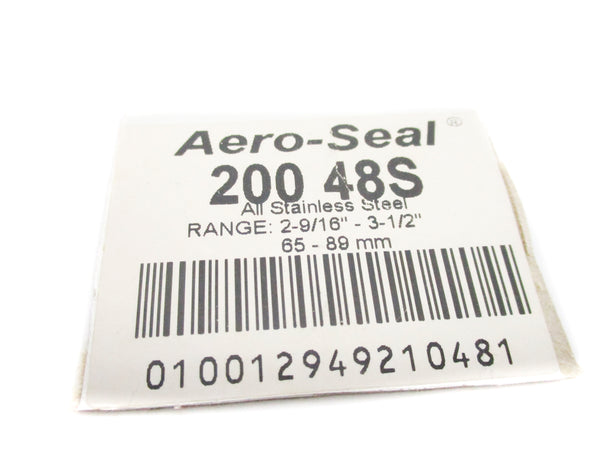 Aero-Seal ®
200 48S
All Stainless Steel
RANGE: 2-9/16" - 3-1/2"
65 - 89 mm
010012949210481